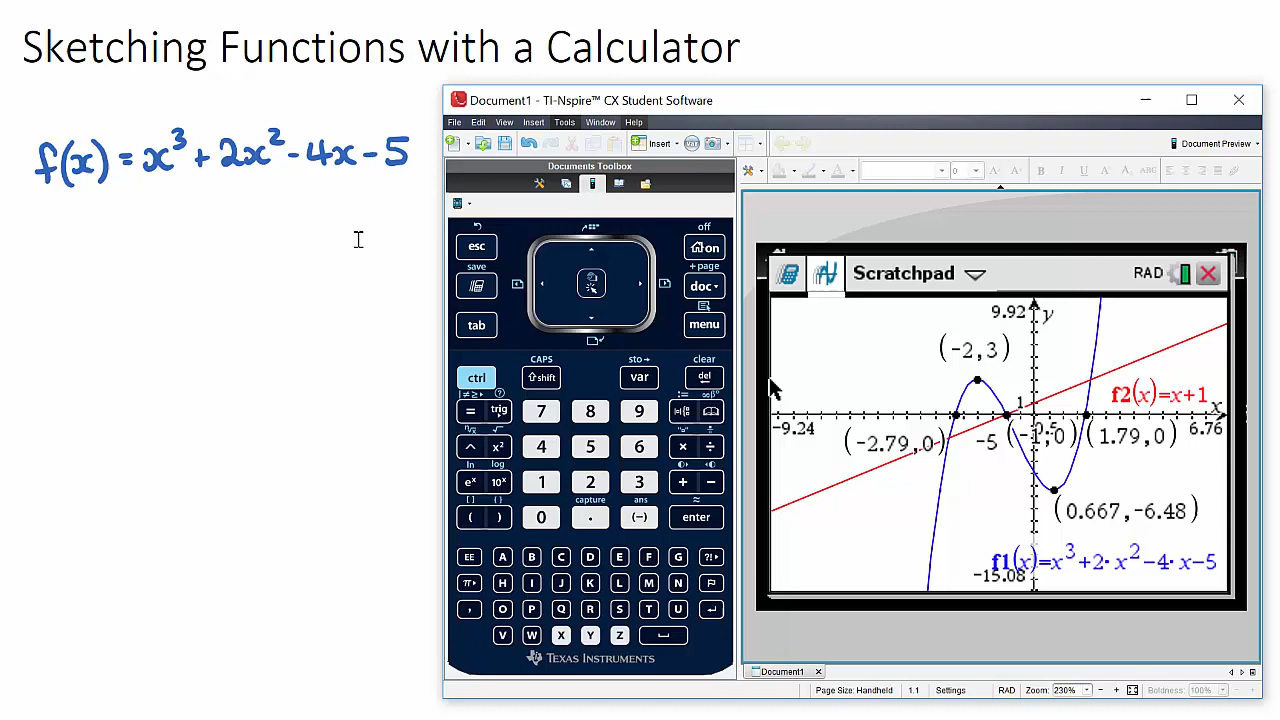 Sketching Functions with a Calculator
f(x) = x³ + 2x² - 4x - 5
Document1 - TI-Nspire™ CX Student Software
File Edit View Insert Tools Window Help
Insert
Document Preview
Documents Toolbox
0
B I U
esc
off
on
save
+page
doc
tab
menu
CAPS
sto→
clear
ctrl
shift
var
del
= trig 7 8 9
^ x² 4 5 6 × ÷
ln log
eˣ 10ˣ 1 2 3 + −
[ ] { } capture ans ≈
( ) 0 . (−) enter
EE A B C D E F G ?!▸
π▸ H I J K L M N
, O P Q R S T U
V W X Y Z
TEXAS INSTRUMENTS
Scratchpad
RAD
9.92 y
(-2,3)
f2(x)=x+1
1
x
-9.24
0.5
6.76
(-2.79,0)
-5
(-1,0)
(1.79,0)
(0.667,-6.48)
f1(x)=x³+2·x²-4·x-5
-15.08
Document1
Page Size: Handheld 1.1 Settings RAD Zoom: 230% Boldness: 100%